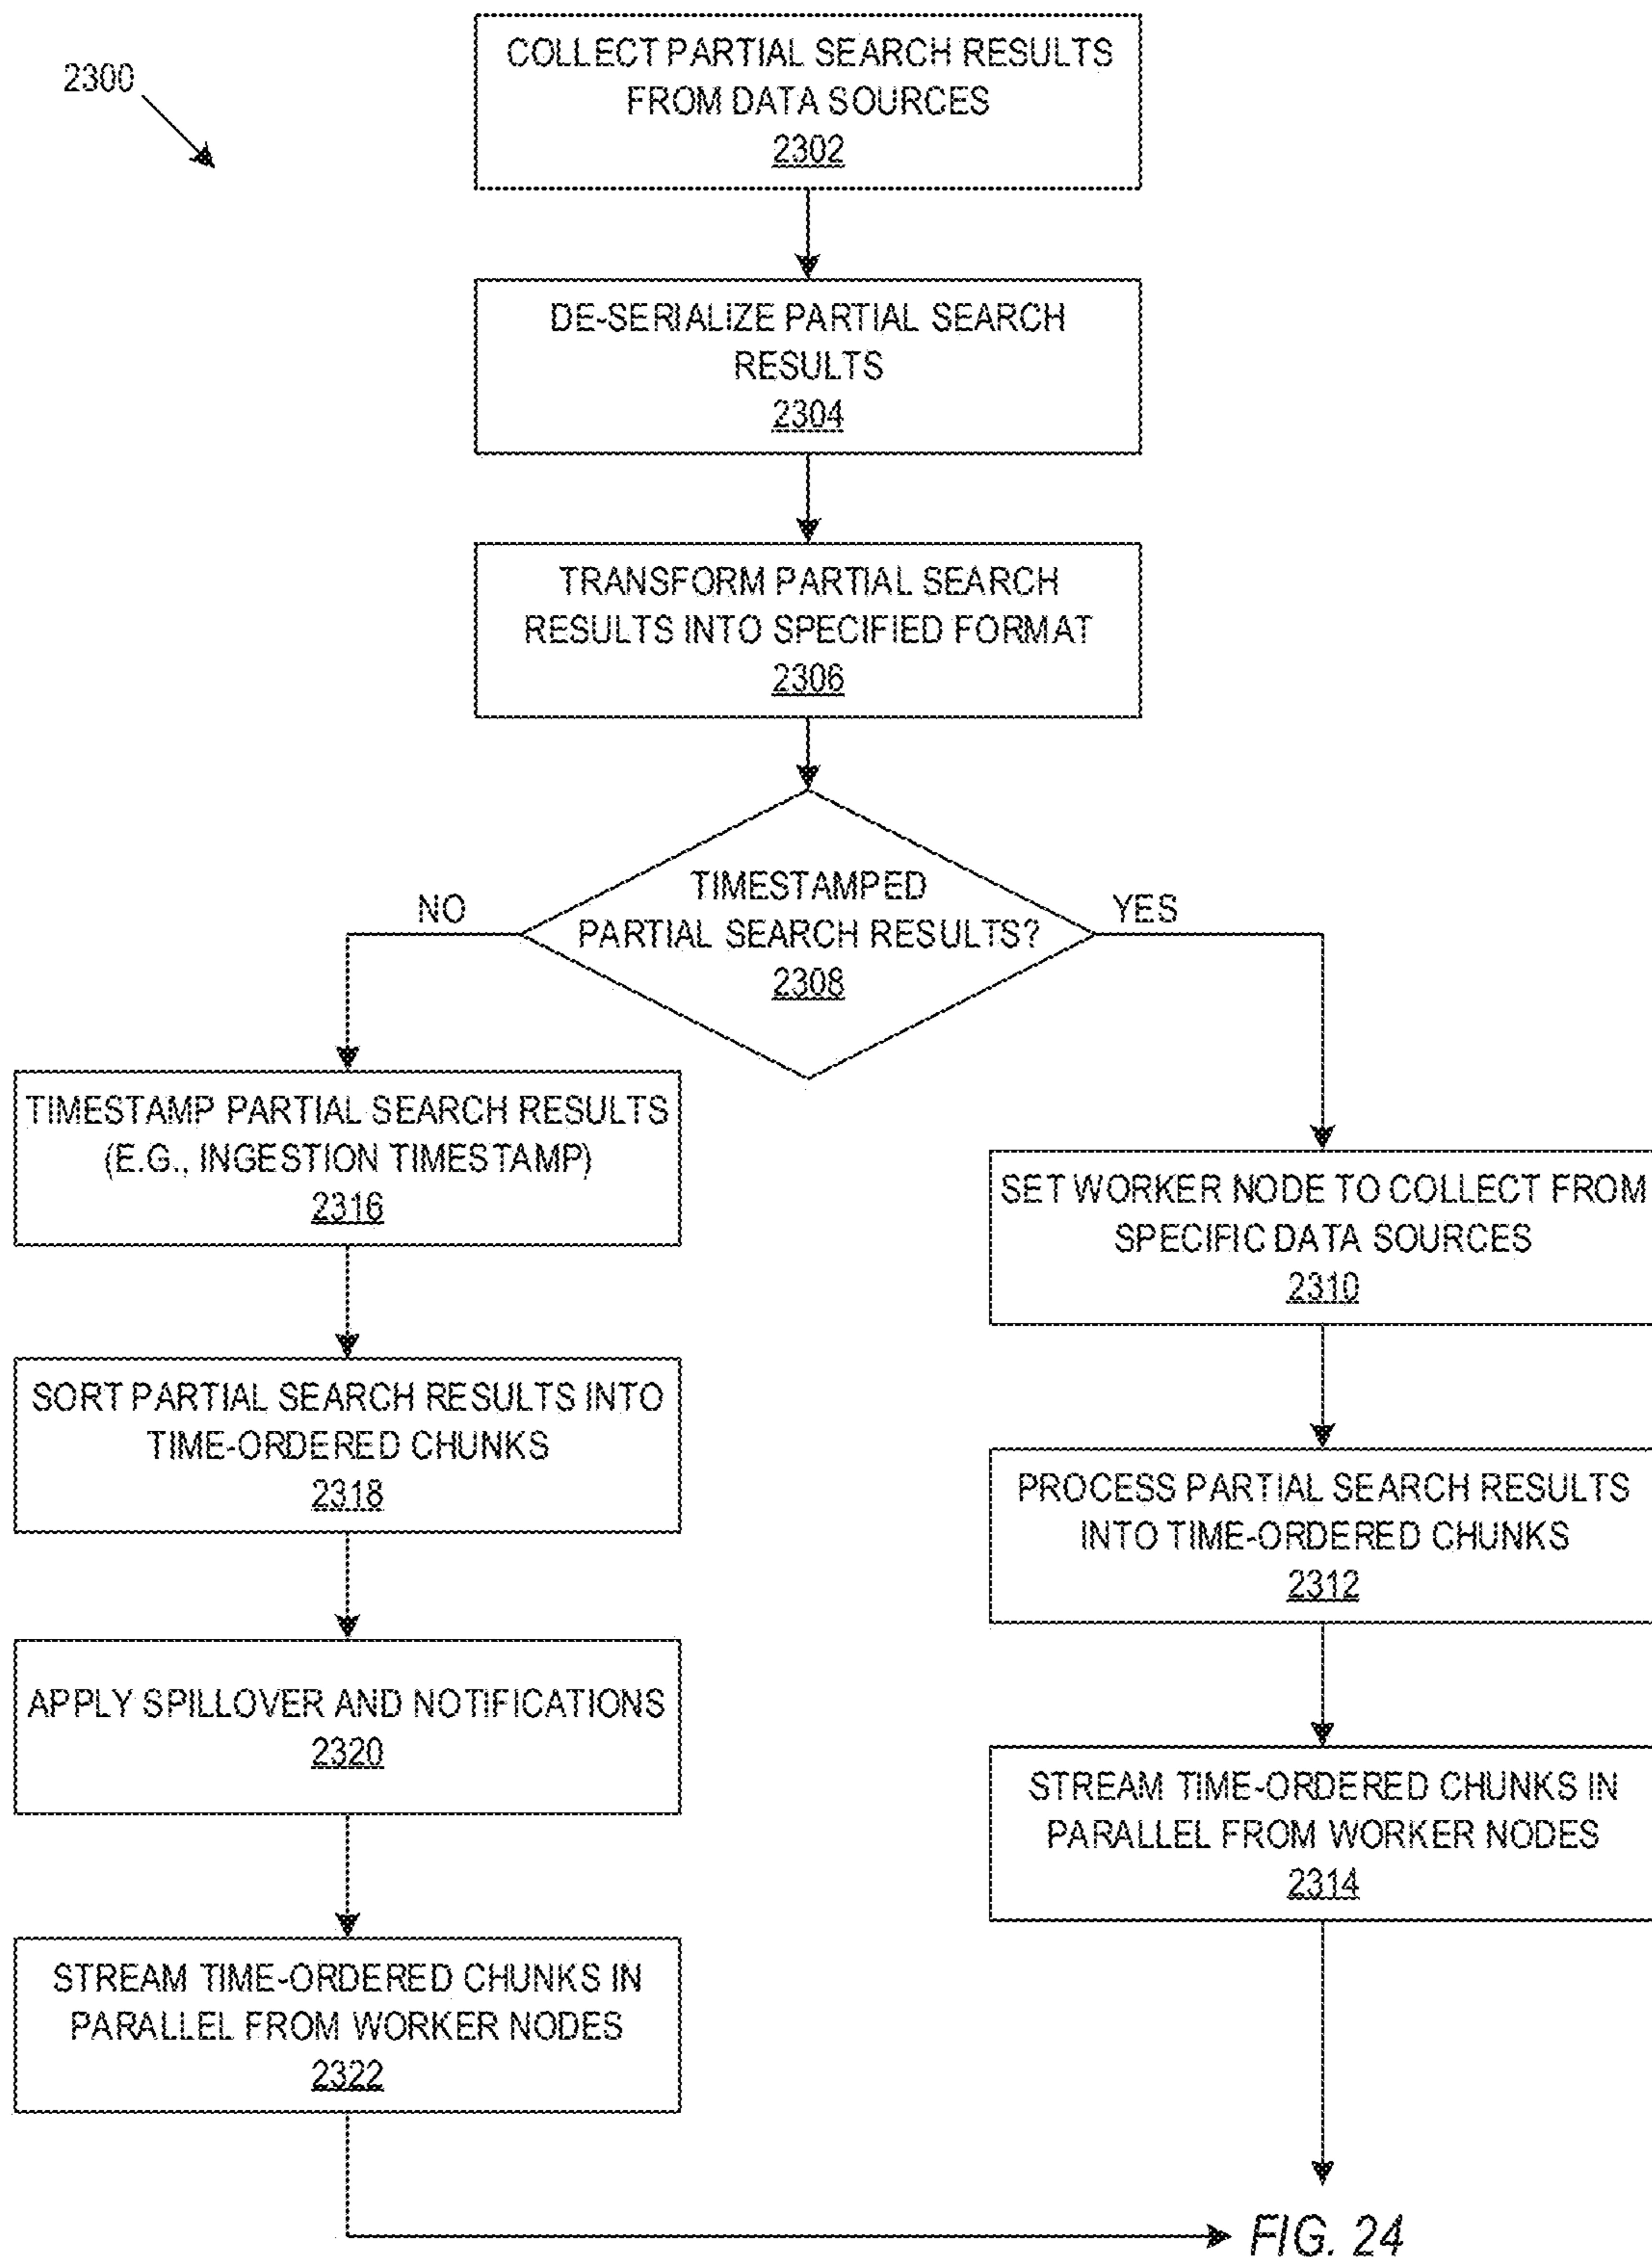 2300
COLLECT PARTIAL SEARCH RESULTS
FROM DATA SOURCES
2302
DE-SERIALIZE PARTIAL SEARCH
RESULTS
2304
TRANSFORM PARTIAL SEARCH
RESULTS INTO SPECIFIED FORMAT
2306
TIMESTAMPED
PARTIAL SEARCH RESULTS?
2308
NO
YES
TIMESTAMP PARTIAL SEARCH RESULTS
(E.G., INGESTION TIMESTAMP)
2316
SORT PARTIAL SEARCH RESULTS INTO
TIME-ORDERED CHUNKS
2318
APPLY SPILLOVER AND NOTIFICATIONS
2320
STREAM TIME-ORDERED CHUNKS IN
PARALLEL FROM WORKER NODES
2322
SET WORKER NODE TO COLLECT FROM
SPECIFIC DATA SOURCES
2310
PROCESS PARTIAL SEARCH RESULTS
INTO TIME-ORDERED CHUNKS
2312
STREAM TIME-ORDERED CHUNKS IN
PARALLEL FROM WORKER NODES
2314
FIG. 24